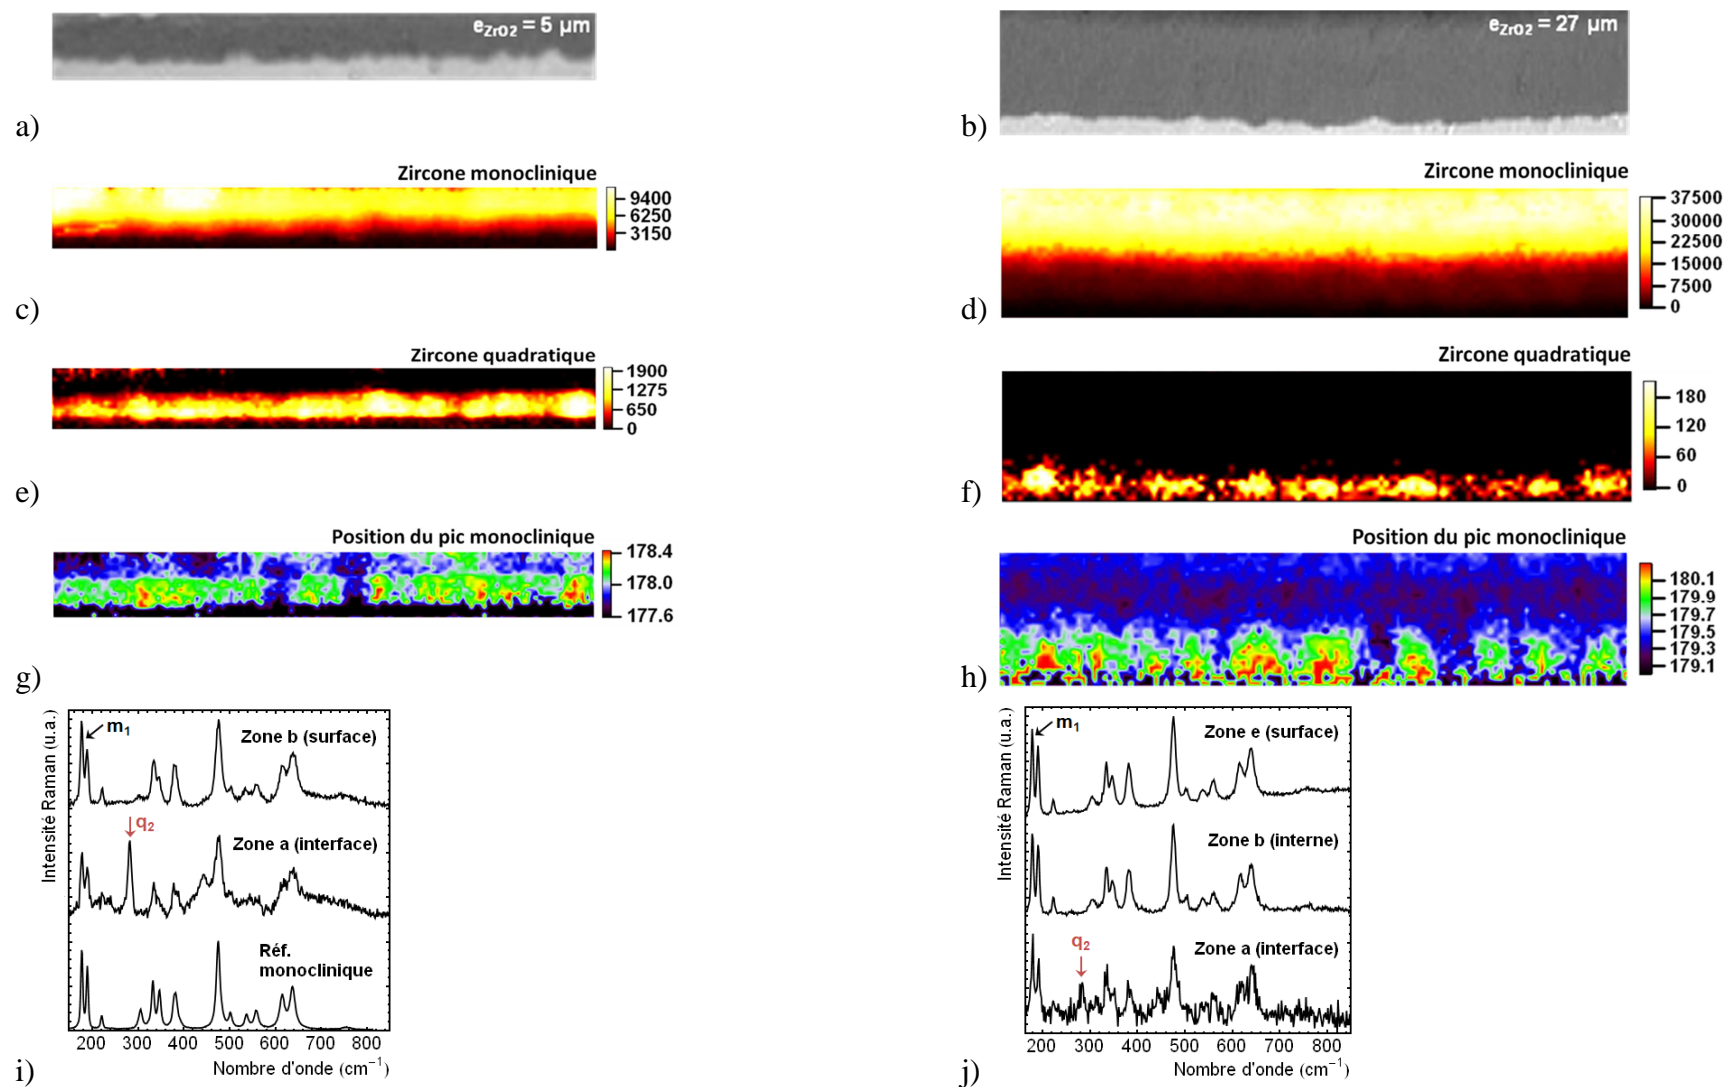 e_ZrO2 = 5 µm
a)
e_ZrO2 = 27 µm
b)
Zircone monoclinique
9400
6250
3150
c)
Zircone monoclinique
37500
30000
22500
15000
7500
0
d)
Zircone quadratique
1900
1275
650
0
e)
Zircone quadratique
180
120
60
0
f)
Position du pic monoclinique
178.4
178.0
177.6
g)
Position du pic monoclinique
180.1
179.9
179.7
179.5
179.3
179.1
h)
Intensité Raman (u.a.)
m₁
Zone b (surface)
q₂
Zone a (interface)
Réf.
monoclinique
200 300 400 500 600 700 800
Nombre d'onde (cm⁻¹)
i)
Intensité Raman (u.a.)
m₁
Zone e (surface)
Zone b (interne)
q₂
Zone a (interface)
200 300 400 500 600 700 800
Nombre d'onde (cm⁻¹)
j)